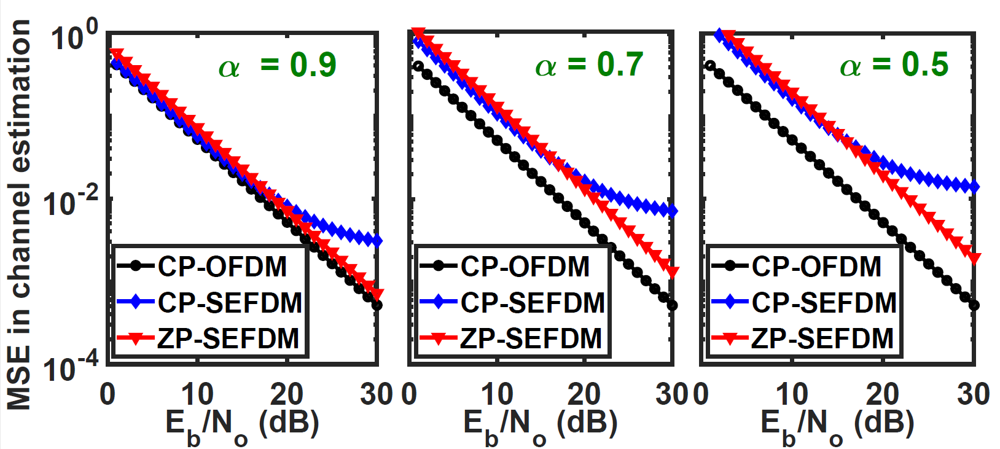 MSE in channel estimation
10^0
10^-2
10^-4
α = 0.9
CP-OFDM
CP-SEFDM
ZP-SEFDM
0 10 20 30
E_b/N_o (dB)
α = 0.7
CP-OFDM
CP-SEFDM
ZP-SEFDM
0 10 20 30
E_b/N_o (dB)
α = 0.5
CP-OFDM
CP-SEFDM
ZP-SEFDM
0 10 20 30
E_b/N_o (dB)